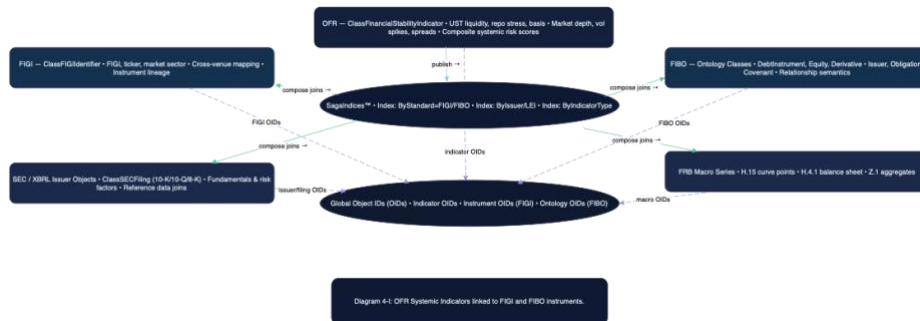 OFR — ClassFinancialStabilityIndicator • UST liquidity, repo stress, basis • Market depth, vol
spikes, spreads • Composite systemic risk scores
FIGI — ClassFIGIIdentifier • FIGI, ticker, market sector • Cross-venue mapping •
Instrument lineage
publish →
FIBO — Ontology Classes • DebtInstrument, Equity, Derivative • Issuer, Obligation
Covenant • Relationship semantics
compose joins →
compose joins →
SagaIndices™ • Index: ByStandard=FIGI/FIBO • Index: ByIssuer/LEI • Index: ByIndicatorType
FIGI OIDs
FIBO OIDs
compose joins →
indicator OIDs
compose joins →
SEC / XBRL Issuer Objects • ClassSECFiling (10-K/10-Q/8-K) • Fundamentals & risk
factors • Reference data joins
issuer/filing OIDs
FRB Macro Series • H.15 curve points • H.4.1 balance sheet • Z.1 aggregates
macro OIDs
Global Object IDs (OIDs) • Indicator OIDs • Instrument OIDs (FIGI) • Ontology OIDs (FIBO)
Diagram 4-I: OFR Systemic Indicators linked to FIGI and FIBO instruments.